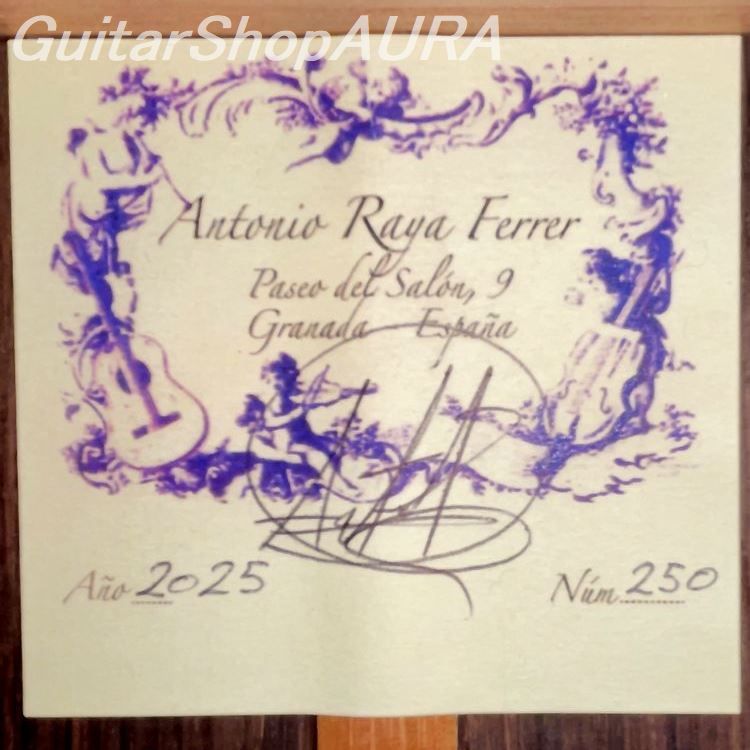 GuitarShopAURA
Antonio Raya Ferrer
Paseo del Salón, 9
Granada España
Año 2025 Núm 250